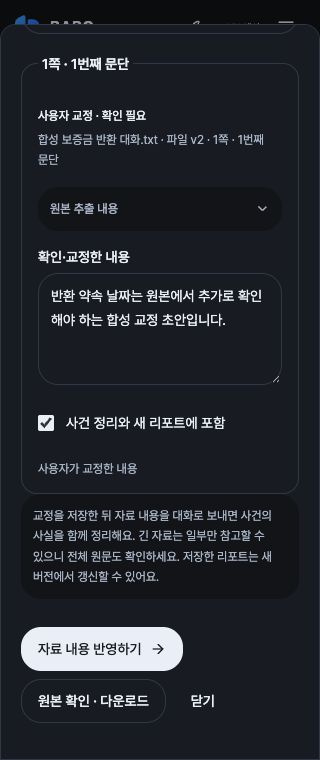 1쪽 · 1번째 문단
사용자 교정 · 확인 필요
합성 보증금 반환 대화.txt · 파일 v2 · 1쪽 · 1번째
문단
원본 추출 내용
확인·교정한 내용
반환 약속 날짜는 원본에서 추가로 확인
해야 하는 합성 교정 초안입니다.
사건 정리와 새 리포트에 포함
사용자가 교정한 내용
교정을 저장한 뒤 자료 내용을 대화로 보내면 사건의
사실을 함께 정리해요. 긴 자료는 일부만 참고할 수
있으니 전체 원문도 확인하세요. 저장한 리포트는 새
버전에서 갱신할 수 있어요.
자료 내용 반영하기 →
원본 확인 · 다운로드
닫기